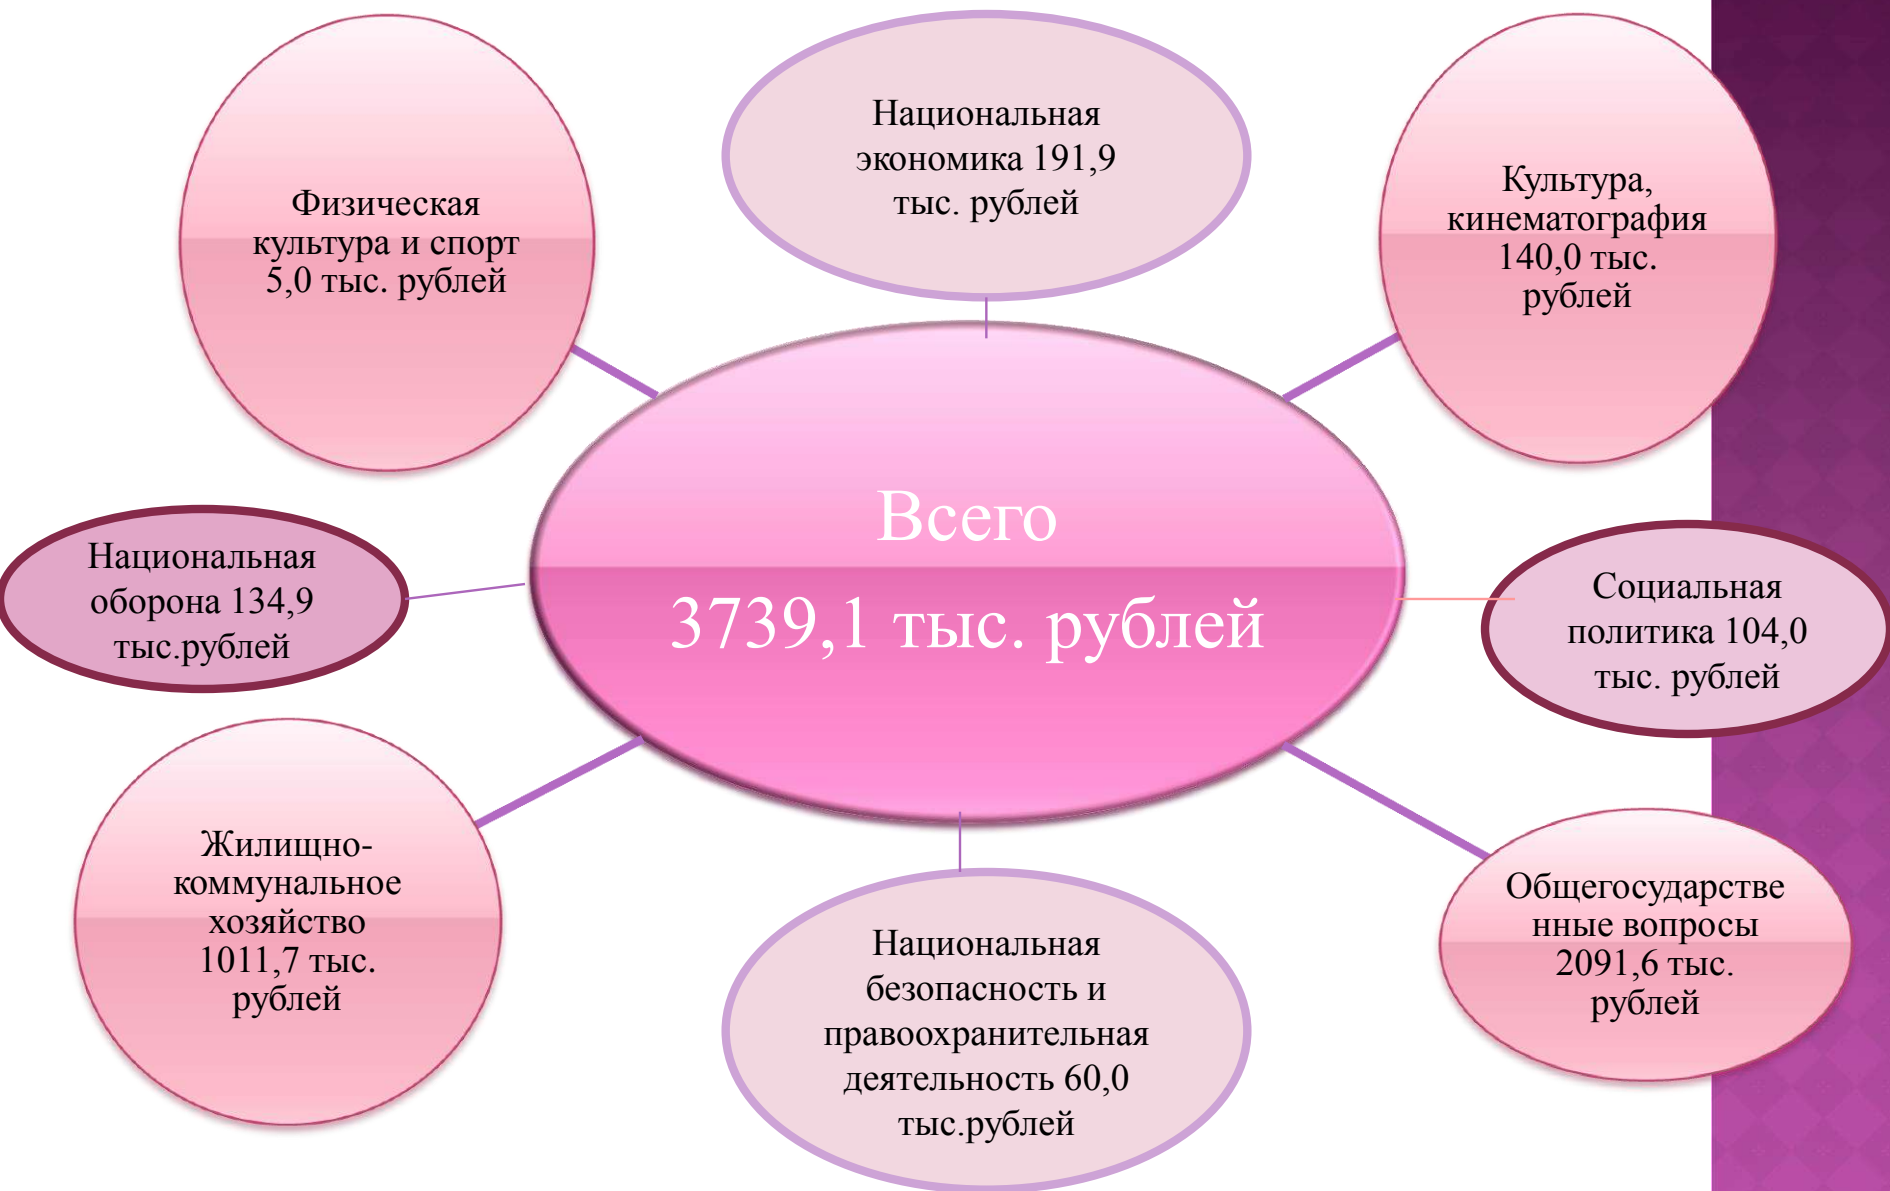 Физическая
культура и спорт
5,0 тыс. рублей
Национальная
экономика 191,9
тыс. рублей
Культура,
кинематография
140,0 тыс.
рублей
Национальная
оборона 134,9
тыс.рублей
Всего
3739,1 тыс. рублей
Социальная
политика 104,0
тыс. рублей
Жилищно-
коммунальное
хозяйство
1011,7 тыс.
рублей
Национальная
безопасность и
правоохранительная
деятельность 60,0
тыс.рублей
Общегосударстве
нные вопросы
2091,6 тыс.
рублей